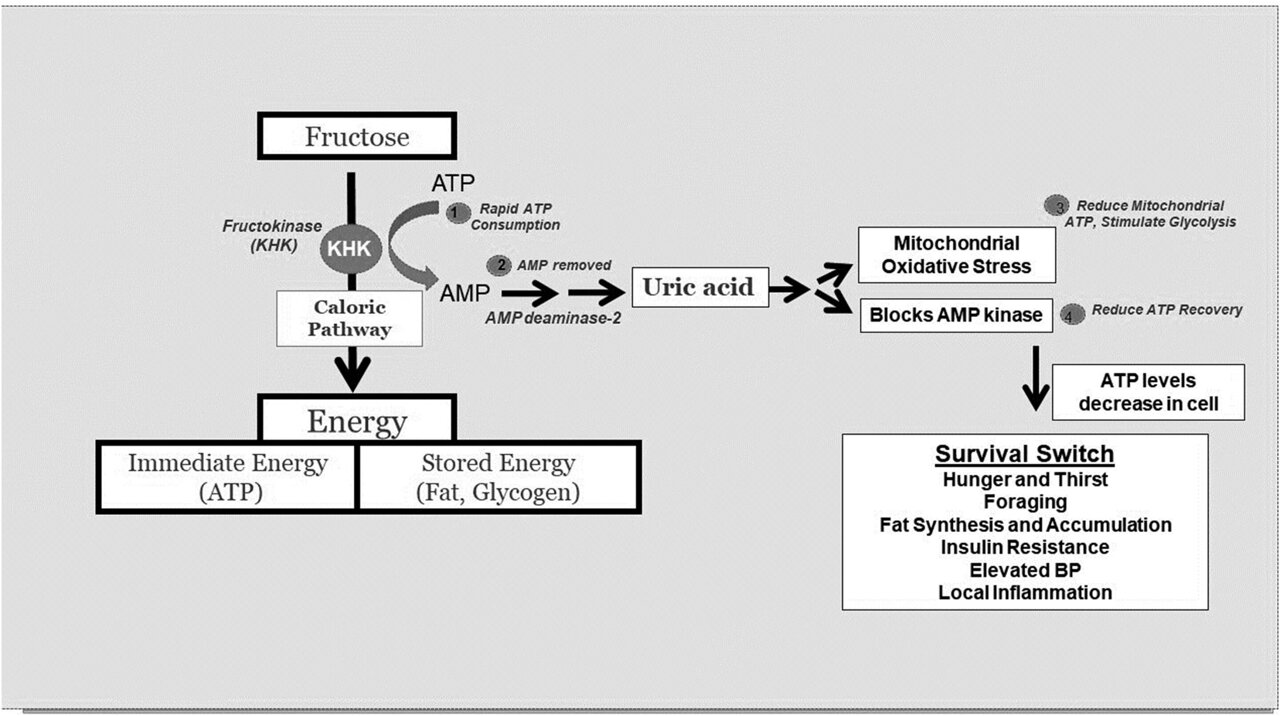 Fructose
ATP
1
Rapid ATP
Consumption
Fructokinase
(KHK)
KHK
2
AMP removed
AMP
AMP deaminase-2
Caloric
Pathway
Uric acid
3
Reduce Mitochondrial
ATP, Stimulate Glycolysis
Mitochondrial
Oxidative Stress
Blocks AMP kinase
4
Reduce ATP Recovery
ATP levels
decrease in cell
Energy
Immediate Energy
(ATP)
Stored Energy
(Fat, Glycogen)
Survival Switch
Hunger and Thirst
Foraging
Fat Synthesis and Accumulation
Insulin Resistance
Elevated BP
Local Inflammation